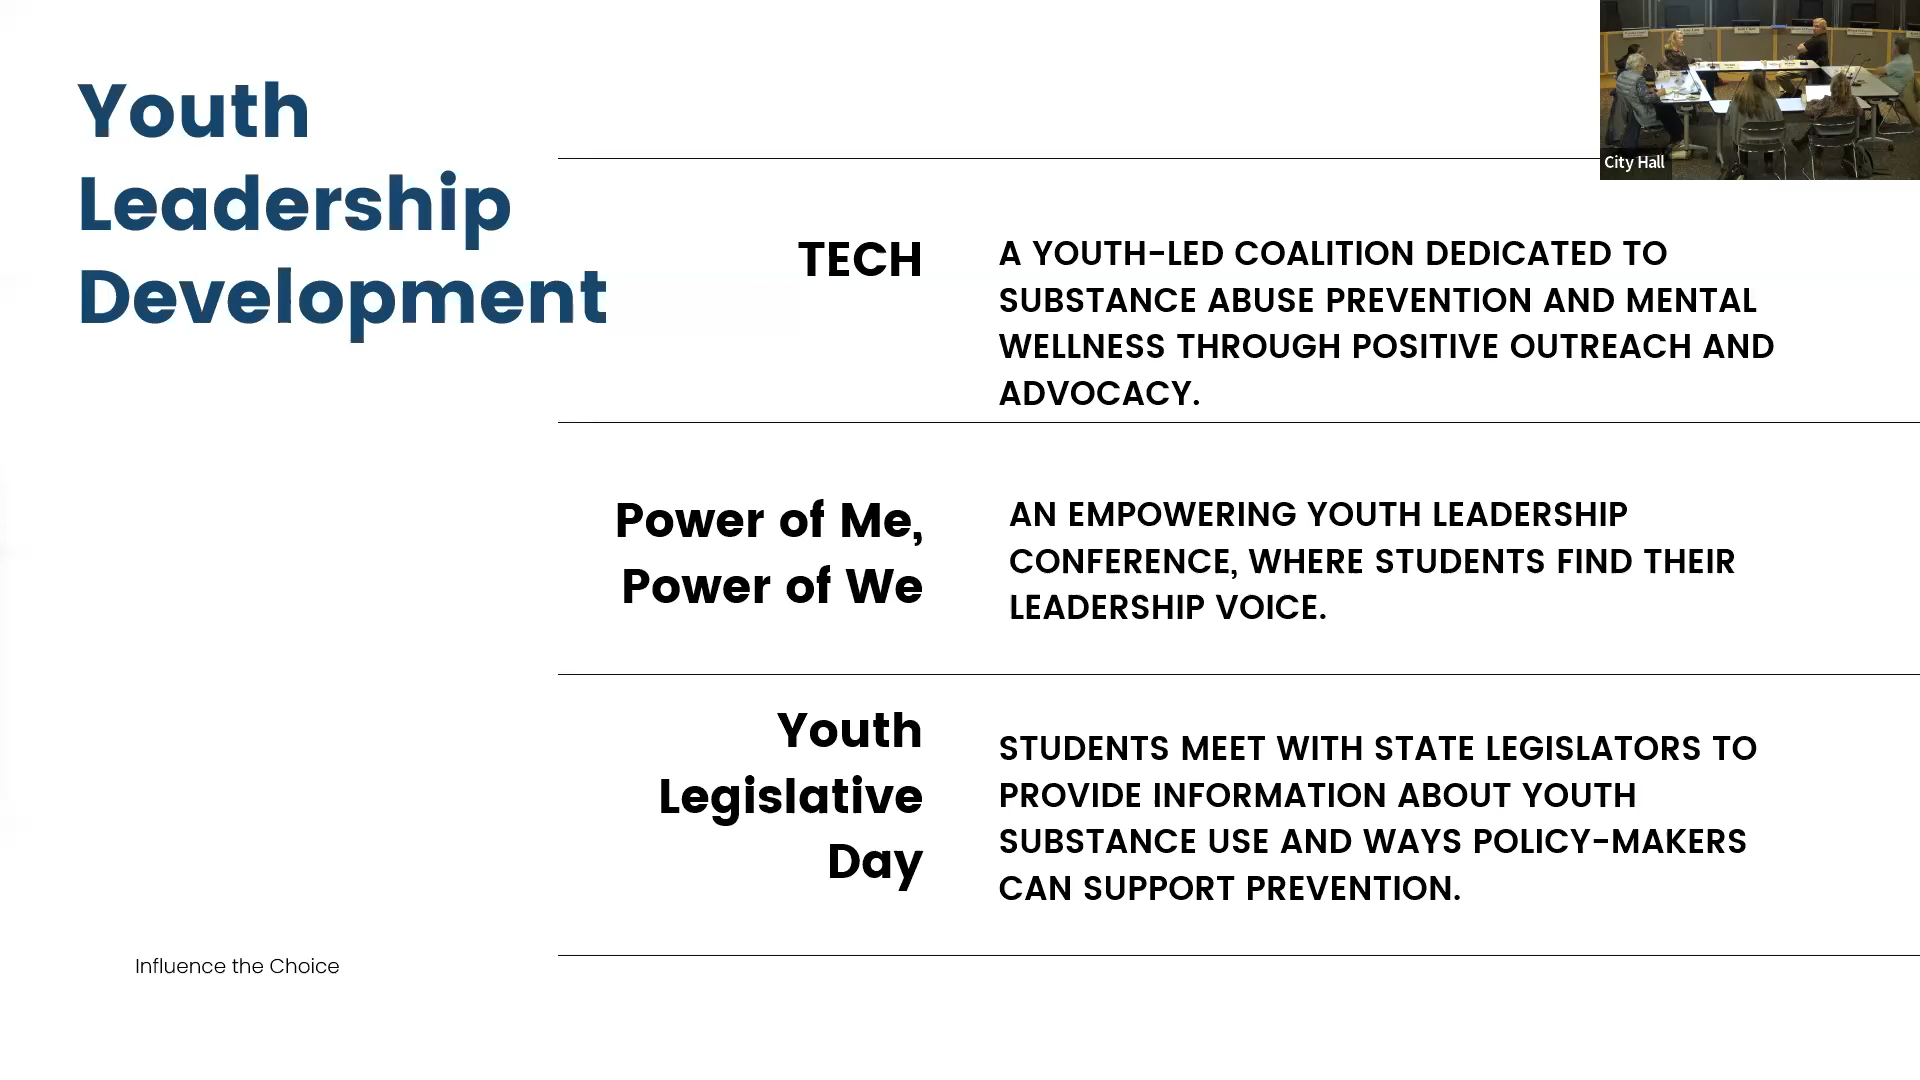 Youth
Leadership
Development
City Hall
TECH
A YOUTH-LED COALITION DEDICATED TO
SUBSTANCE ABUSE PREVENTION AND MENTAL
WELLNESS THROUGH POSITIVE OUTREACH AND
ADVOCACY.
Power of Me,
Power of We
AN EMPOWERING YOUTH LEADERSHIP
CONFERENCE, WHERE STUDENTS FIND THEIR
LEADERSHIP VOICE.
Youth
Legislative
Day
STUDENTS MEET WITH STATE LEGISLATORS TO
PROVIDE INFORMATION ABOUT YOUTH
SUBSTANCE USE AND WAYS POLICY-MAKERS
CAN SUPPORT PREVENTION.
Influence the Choice